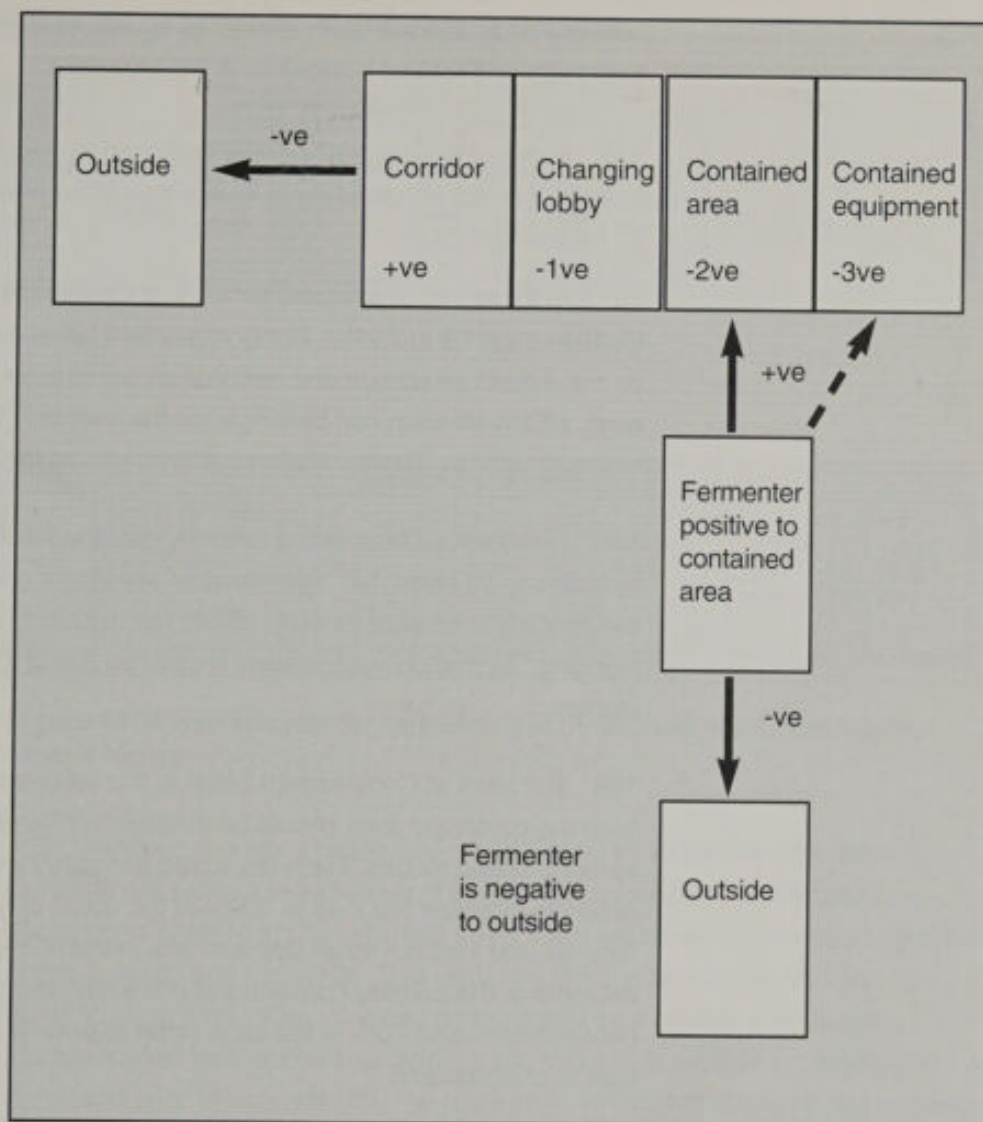 Outside
-ve
Corridor
+ve
Changing
lobby
-1ve
Contained
area
-2ve
Contained
equipment
-3ve
+ve
Fermenter
positive to
contained
area
-ve
Fermenter
is negative
to outside
Outside